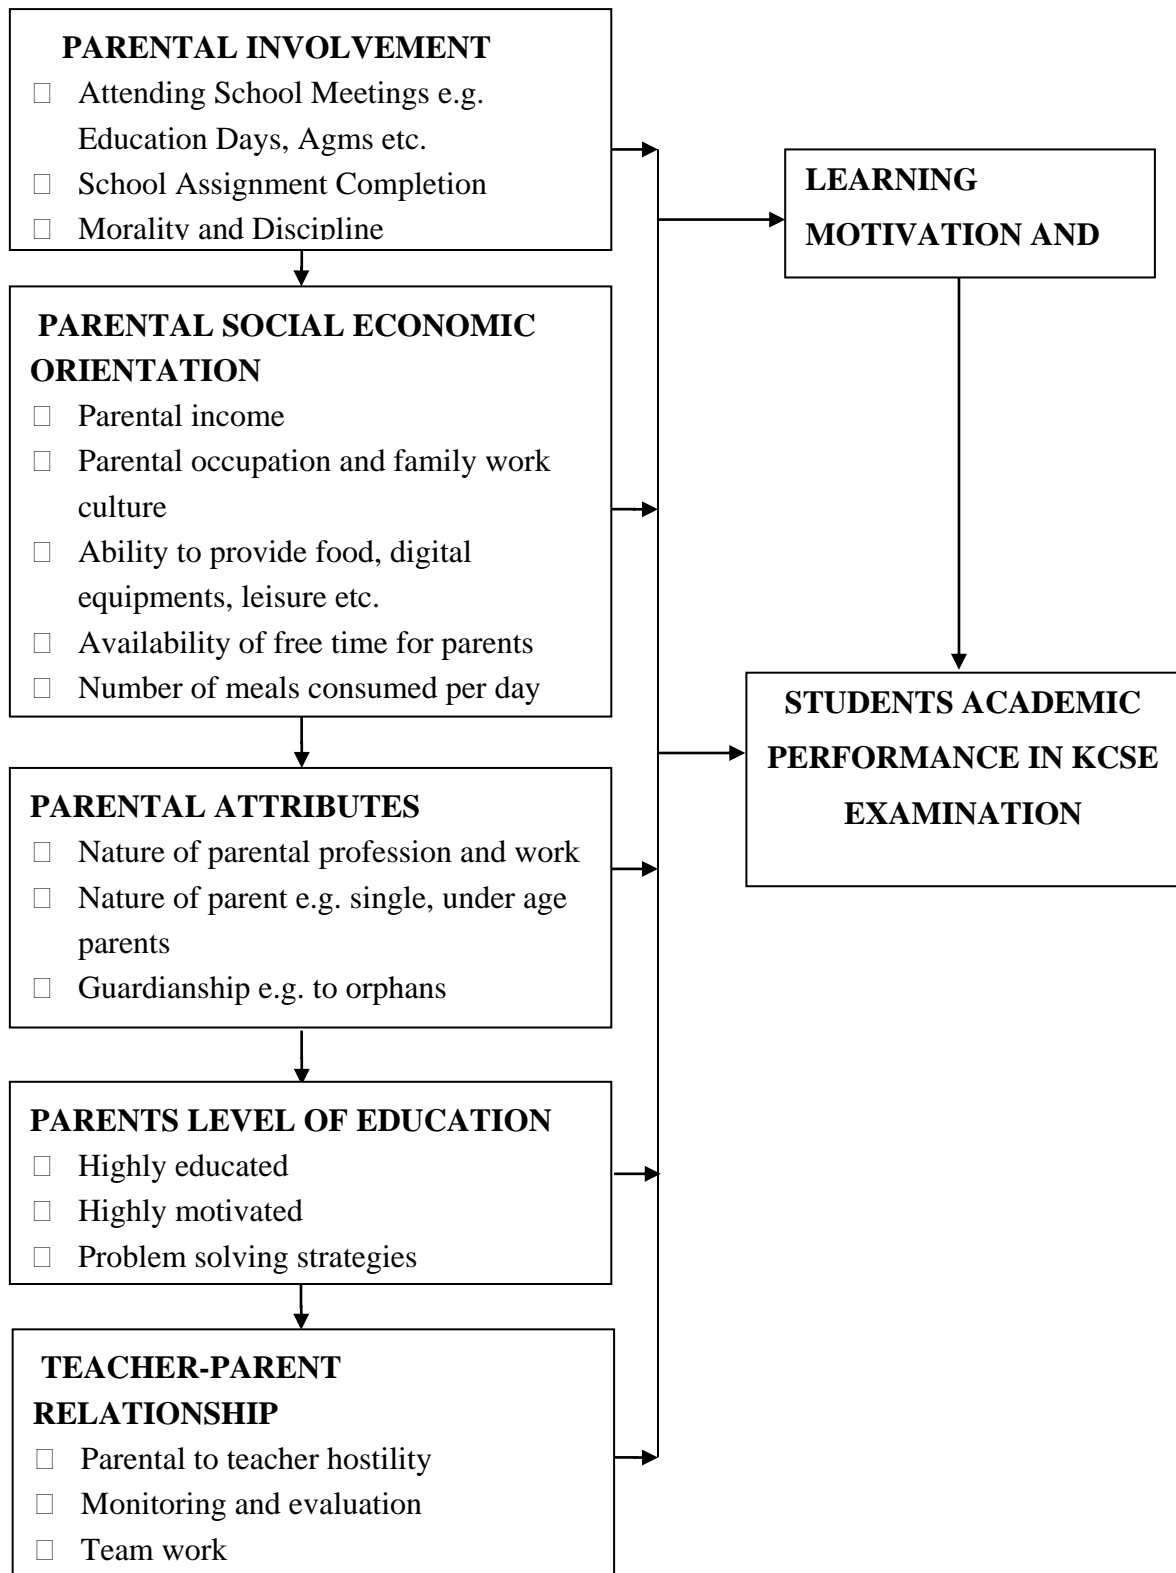 PARENTAL INVOLVEMENT
Attending School Meetings e.g.
Education Days, Agms etc.
School Assignment Completion
Morality and Discipline
PARENTAL SOCIAL ECONOMIC
ORIENTATION
Parental income
Parental occupation and family work
culture
Ability to provide food, digital
equipments, leisure etc.
Availability of free time for parents
Number of meals consumed per day
PARENTAL ATTRIBUTES
Nature of parental profession and work
Nature of parent e.g. single, under age
parents
Guardianship e.g. to orphans
PARENTS LEVEL OF EDUCATION
Highly educated
Highly motivated
Problem solving strategies
TEACHER-PARENT
RELATIONSHIP
Parental to teacher hostility
Monitoring and evaluation
Team work
LEARNING
MOTIVATION AND
STUDENTS ACADEMIC
PERFORMANCE IN KCSE
EXAMINATION